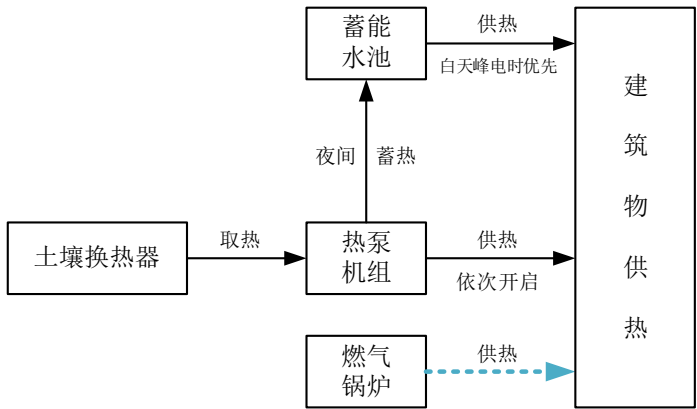 蓄能
水池
供热
白天峰电时优先
夜间
蓄热
土壤换热器
取热
热泵
机组
供热
依次开启
燃气
锅炉
供热
建
筑
物
供
热